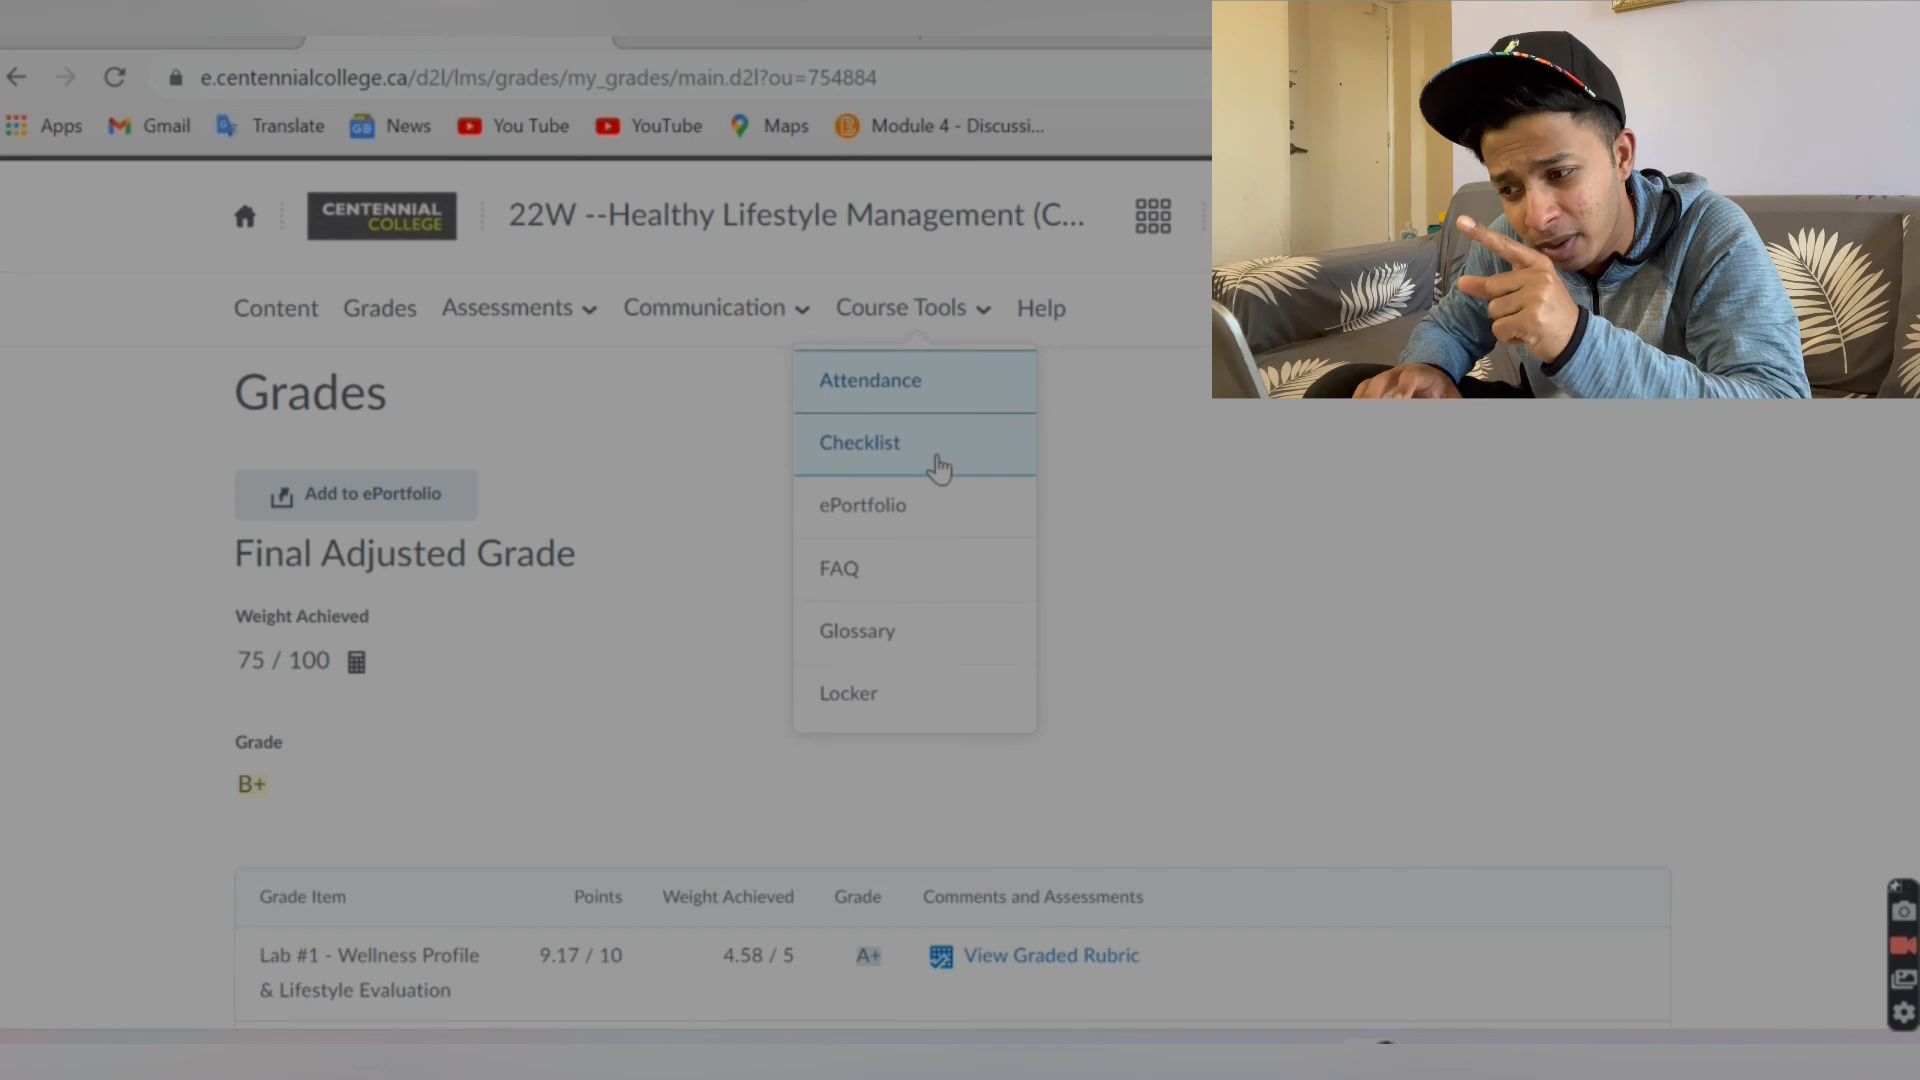 e.centennialcollege.ca/d2l/lms/grades/my_grades/main.d2l?ou=754884
Apps Gmail Translate News You Tube YouTube Maps Module 4 - Discussi...
CENTENNIAL
COLLEGE
22W --Healthy Lifestyle Management (C...
Content Grades Assessments Communication Course Tools Help
Attendance
Checklist
ePortfolio
FAQ
Glossary
Locker
Grades
Add to ePortfolio
Final Adjusted Grade
Weight Achieved
75 / 100
Grade
B+
Grade Item Points Weight Achieved Grade Comments and Assessments
Lab #1 - Wellness Profile 9.17 / 10 4.58 / 5 A+ View Graded Rubric
& Lifestyle Evaluation